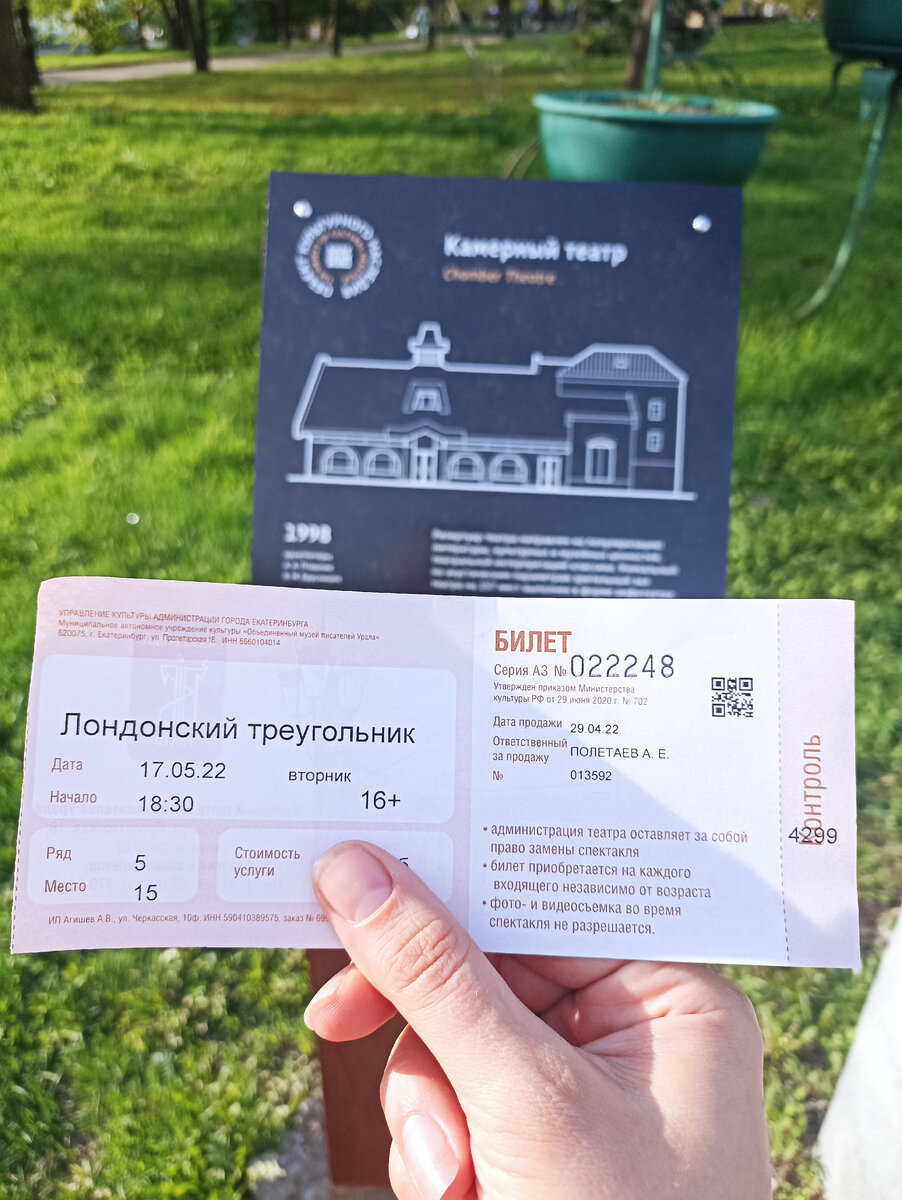 Камерный театр
Chamber Theatre
1998
УПРАВЛЕНИЕ КУЛЬТУРЫ АДМИНИСТРАЦИИ ГОРОДА ЕКАТЕРИНБУРГА
Муниципальное автономное учреждение культуры «Объединенный музей писателей Урала»
620075, г. Екатеринбург, ул. Пролетарская 18, ИНН 6660104014
Лондонский треугольник
Дата 17.05.22 вторник
Начало 18:30 16+
Ряд 5
Место 15
Стоимость
услуги
ИП Агишев А.В., ул. Черкасская, 10ф, ИНН 590410389575, заказ №
БИЛЕТ
Серия АЗ № 022248
Утвержден приказом Министерства
культуры РФ от 29 июня 2020 г. № 702
Дата продажи 29.04.22
Ответственный
за продажу ПОЛЕТАЕВ А. Е.
№ 013592
• администрация театра оставляет за собой
право замены спектакля
• билет приобретается на каждого
входящего независимо от возраста
• фото- и видеосъемка во время
спектакля не разрешается.
Контроль
4299